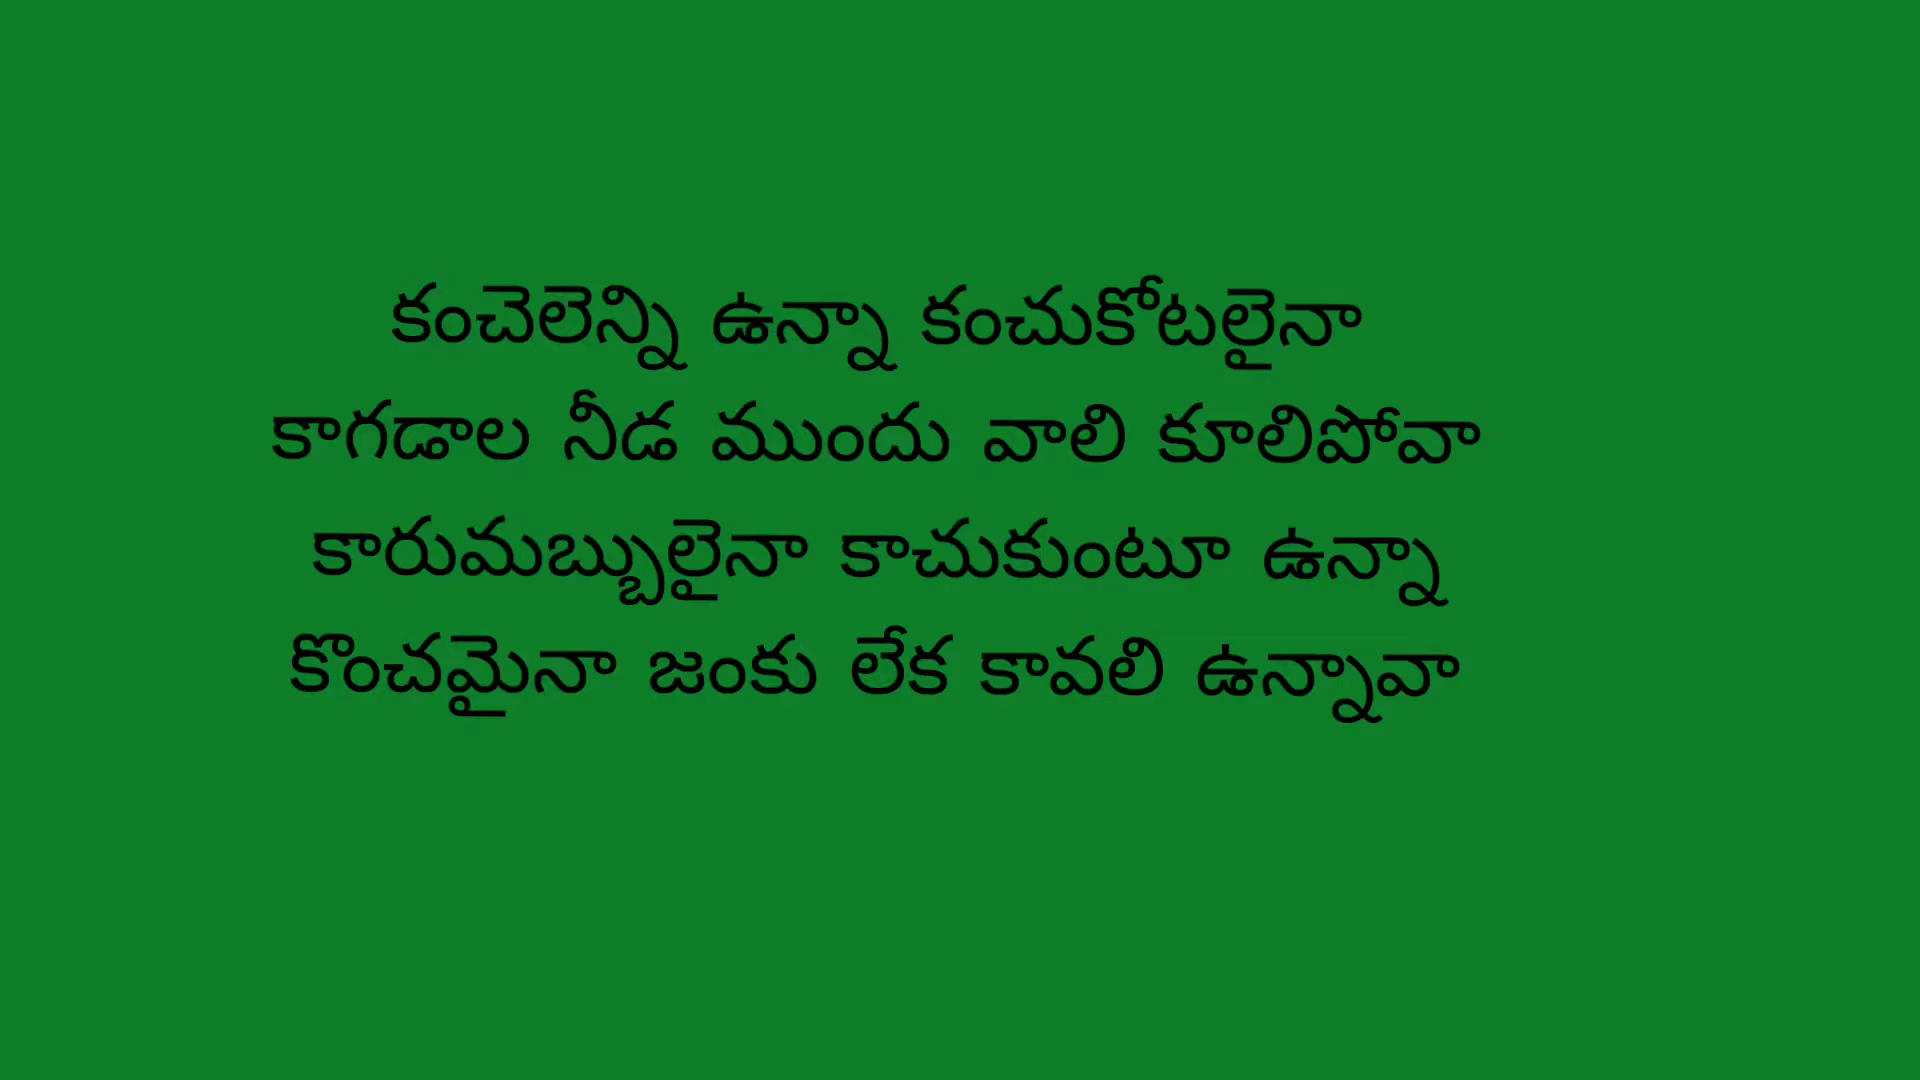 కంచెలెన్ని ఉన్నా కంచుకోటలైనా
కాగడాల నీడ ముందు వాలి కూలిపోవా
కారుమబ్బులైనా కాచుకుంటూ ఉన్నా
కొంచమైనా జంకు లేక కావలి ఉన్నావా